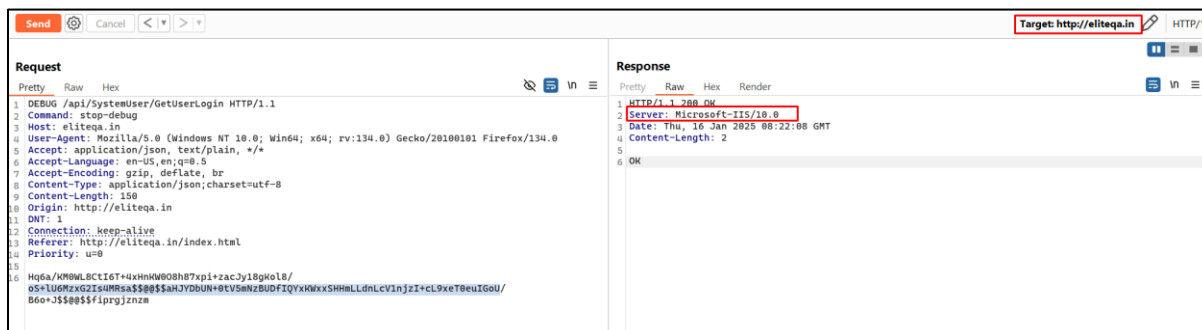 Send Cancel < >
Target: http://eliteqa.in HTTP/
Request
Pretty Raw Hex \n
1 DEBUG /api/SystemUser/GetUserLogin HTTP/1.1
2 Command: stop-debug
3 Host: eliteqa.in
4 User-Agent: Mozilla/5.0 (Windows NT 10.0; Win64; x64; rv:134.0) Gecko/20100101 Firefox/134.0
5 Accept: application/json, text/plain, */*
6 Accept-Language: en-US,en;q=0.5
7 Accept-Encoding: gzip, deflate, br
8 Content-Type: application/json;charset=utf-8
9 Content-Length: 150
10 Origin: http://eliteqa.in
11 DNT: 1
12 Connection: keep-alive
13 Referer: http://eliteqa.in/index.html
14 Priority: u=0
15
16 Hq6a/KM0WL8CtI6T+4xHnKW0O8h87xpi+zacJy18gKol8/
oS+lU6MzxG2Is4MRsa$$@@$$aHJYDbUN+0tV5mNzBUDfIQYxKWxxSHHmLLdnLcV1njzI+cL9xeT0euIGoU/
B6o+J$$@@$$fiprgjznzm
Response
Pretty Raw Hex Render \n
1 HTTP/1.1 200 OK
2 Server: Microsoft-IIS/10.0
3 Date: Thu, 16 Jan 2025 08:22:08 GMT
4 Content-Length: 2
5
6 OK